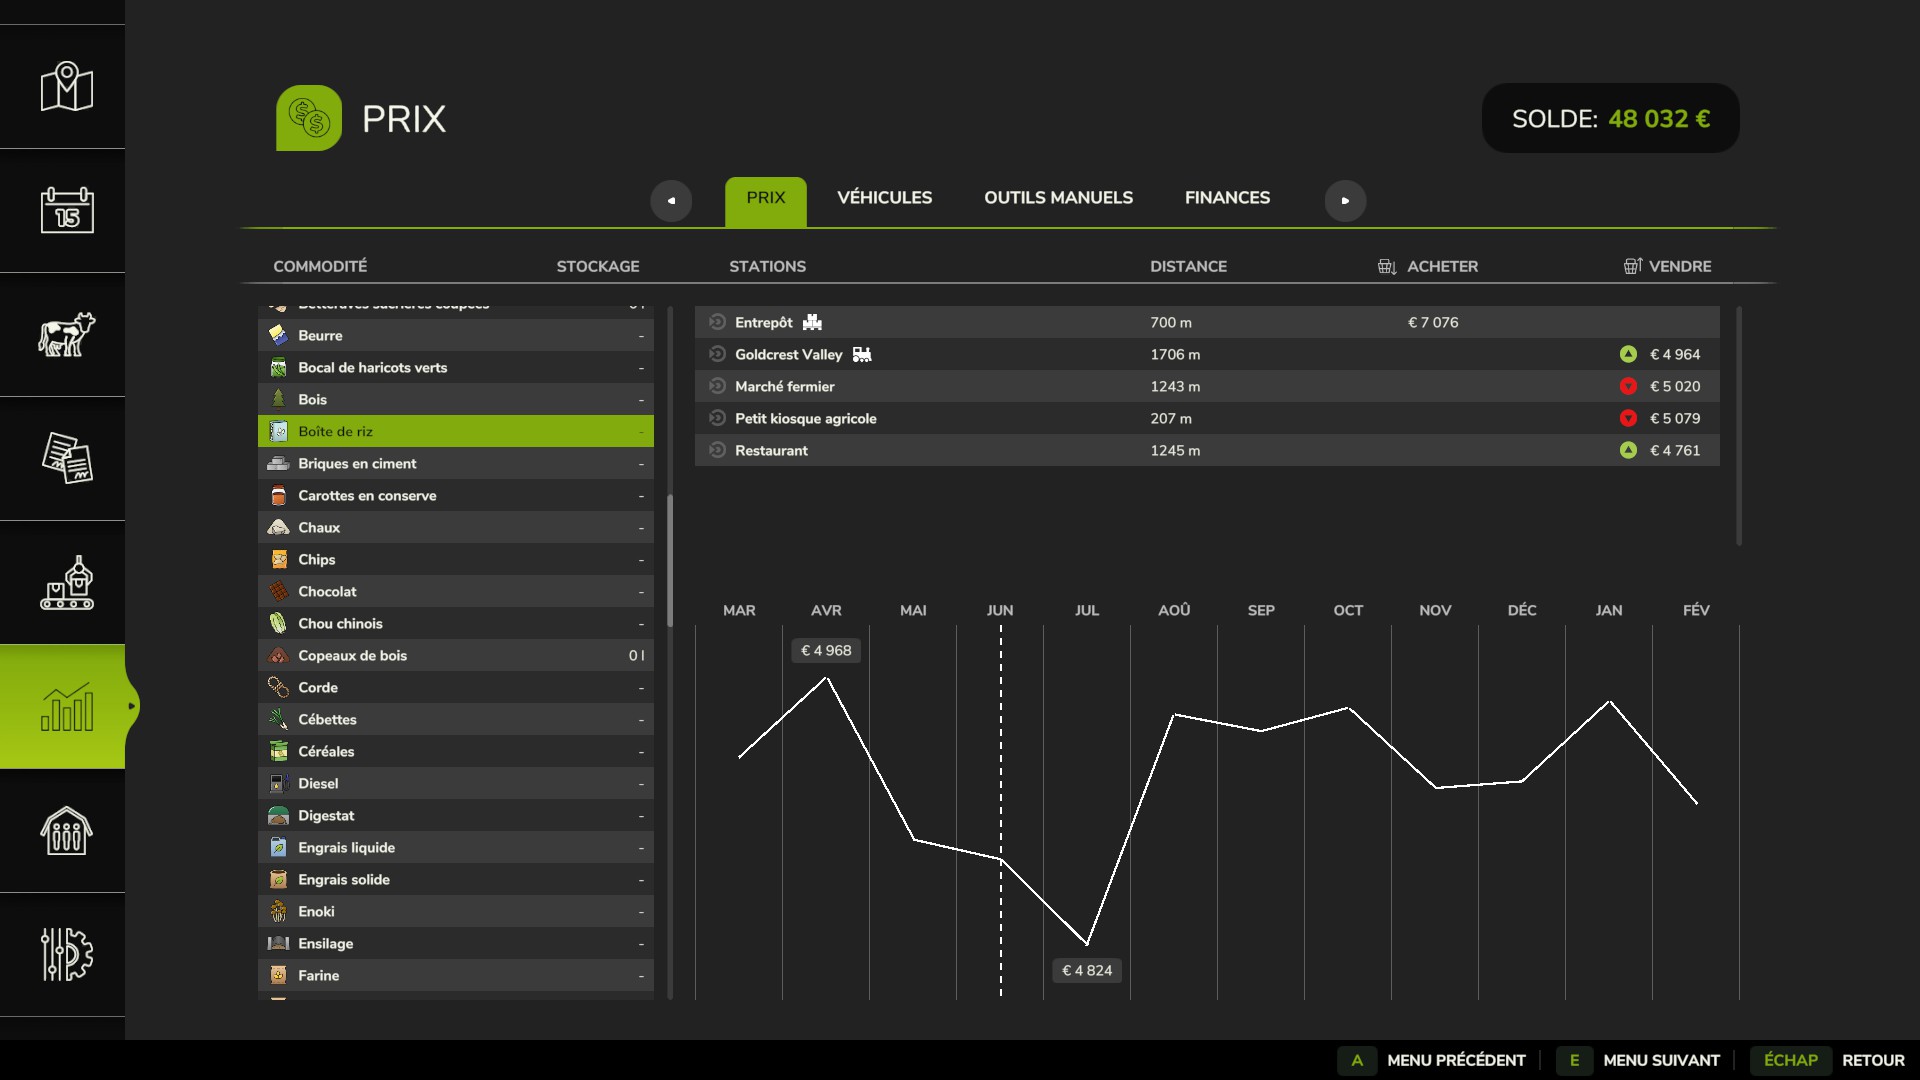 PRIX
SOLDE: 48 032 €
PRIX VÉHICULES OUTILS MANUELS FINANCES
COMMODITÉ STOCKAGE STATIONS DISTANCE ACHETER VENDRE
Betteraves sucrières coupées 0 l
Beurre -
Bocal de haricots verts -
Bois -
Boîte de riz -
Briques en ciment -
Carottes en conserve -
Chaux -
Chips -
Chocolat -
Chou chinois -
Copeaux de bois 0 l
Corde -
Cébettes -
Céréales -
Diesel -
Digestat -
Engrais liquide -
Engrais solide -
Enoki -
Ensilage -
Farine -
Entrepôt 700 m € 7 076
Goldcrest Valley 1706 m € 4 964
Marché fermier 1243 m € 5 020
Petit kiosque agricole 207 m € 5 079
Restaurant 1245 m € 4 761
MAR AVR MAI JUN JUL AOÛ SEP OCT NOV DÉC JAN FÉV
€ 4 968
€ 4 824
15
A MENU PRÉCÉDENT E MENU SUIVANT ÉCHAP RETOUR